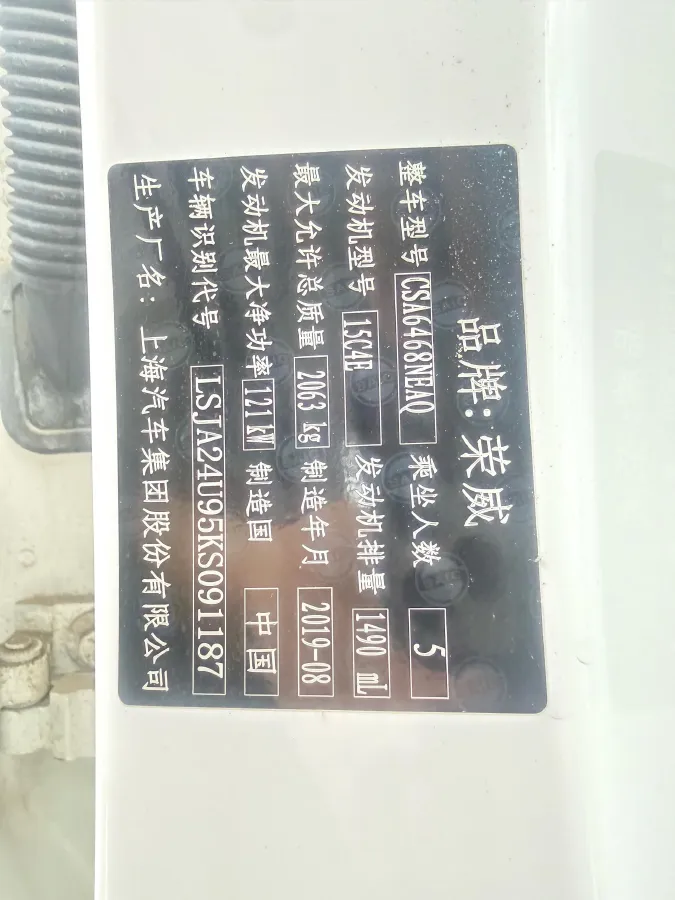 品牌: 荣威
整车型号 CSA6468NEAQ 乘坐人数 5
发动机型号 15C4E 发动机排量 1490 mL
最大允许总质量 2063 kg 制造年月 2019-08
发动机最大净功率 121 kW 制造国 中国
车辆识别代号 LSJA24U95KS091187
生产厂名: 上海汽车集团股份有限公司